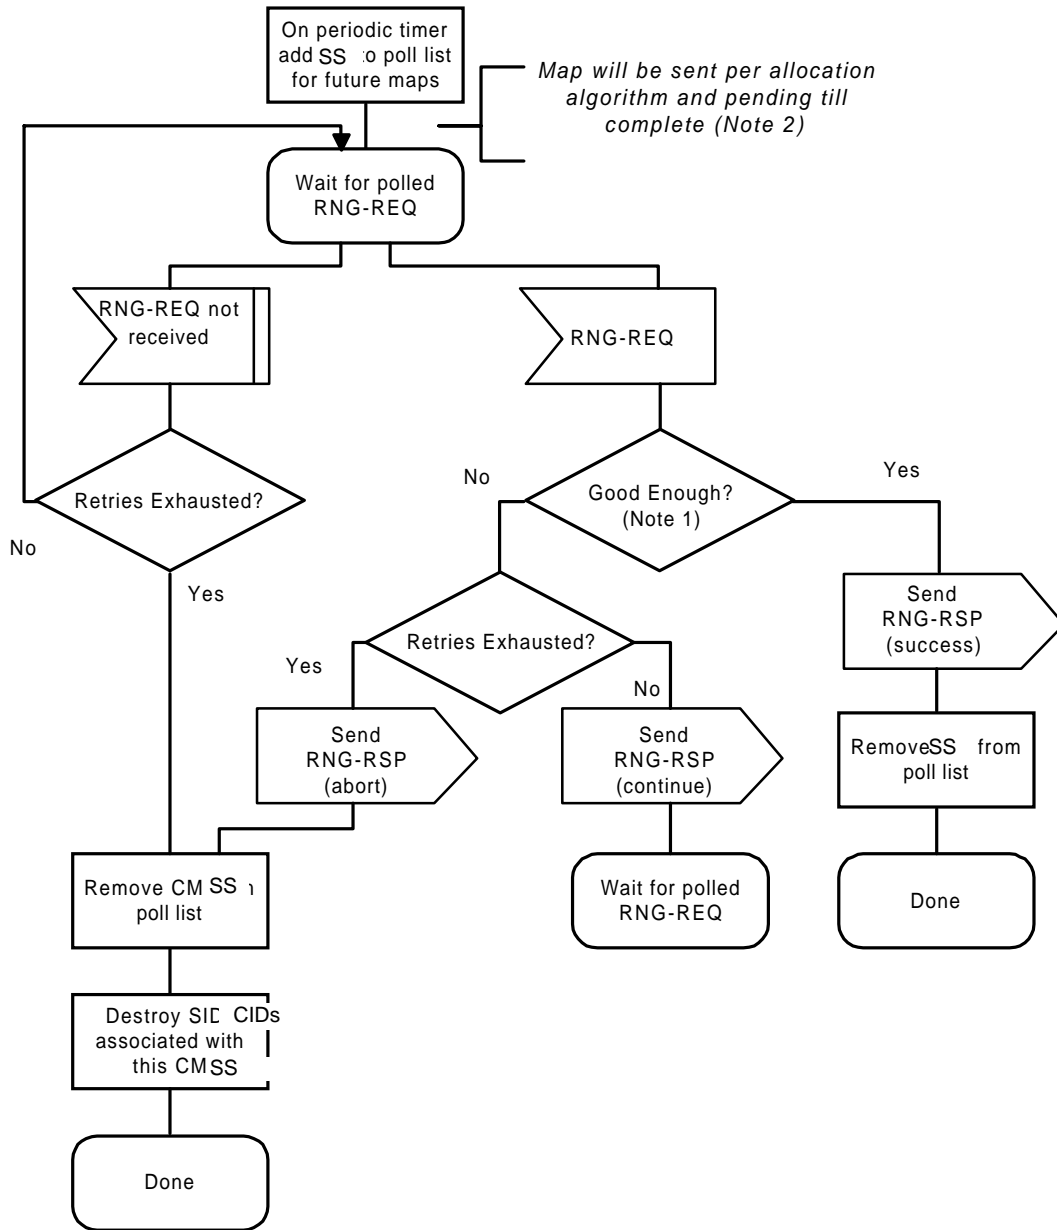 On periodic timer
add SS :o poll list
for future maps
Map will be sent per allocation
algorithm and pending till
complete (Note 2)
Wait for polled
RNG-REQ
RNG-REQ not
received
RNG-REQ
Retries Exhausted?
No
Yes
No
Good Enough?
(Note 1)
Yes
Retries Exhausted?
Yes
No
Send
RNG-RSP
(success)
Send
RNG-RSP
(abort)
Send
RNG-RSP
(continue)
Remove SS from
poll list
Remove CM SS
poll list
Wait for polled
RNG-REQ
Done
Destroy SID CIDs
associated with
this CM SS
Done